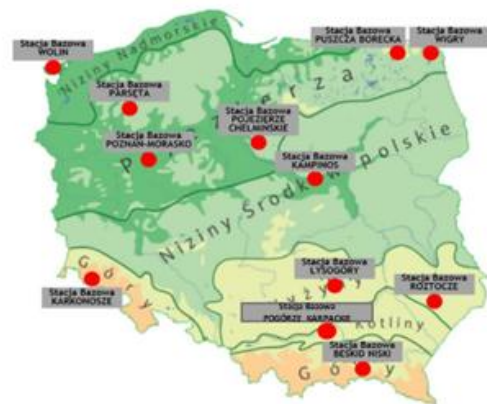 Stacja Bazowa
WOLIN
Niziny Nadmorskie
Stacja Bazowa
PUSZCZA BORECKA
Stacja Bazowa
WIGRY
Stacja Bazowa
PARSĘTA
Stacja Bazowa
POJEZIERZE
CHEŁMIŃSKIE
Stacja Bazowa
POZNAŃ-MORASKO
Stacja Bazowa
KAMPINOS
Niziny Środkowopolskie
Stacja Bazowa
KARKONOSZE
Góry
Stacja Bazowa
ŁYSOGÓRY
Stacja Bazowa
ROZTOCZE
Stacja Bazowa
POGÓRZE KARPACKIE
Kotliny
Stacja Bazowa
BESKID NISKI
Góry